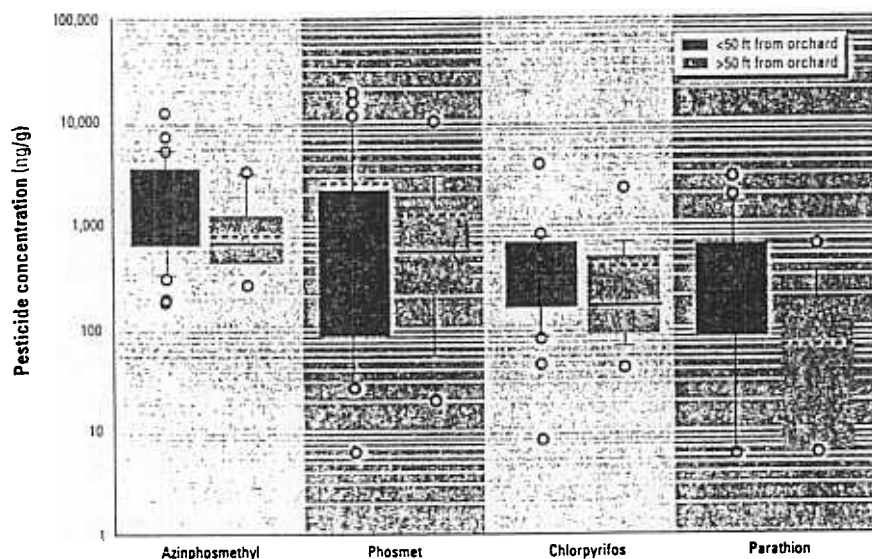 100,000
<50 ft from orchard
>50 ft from orchard
10,000
1,000
100
10
1
Pesticide concentration (ng/g)
Azinphosmethyl
Phosmet
Chlorpyrifos
Parathion